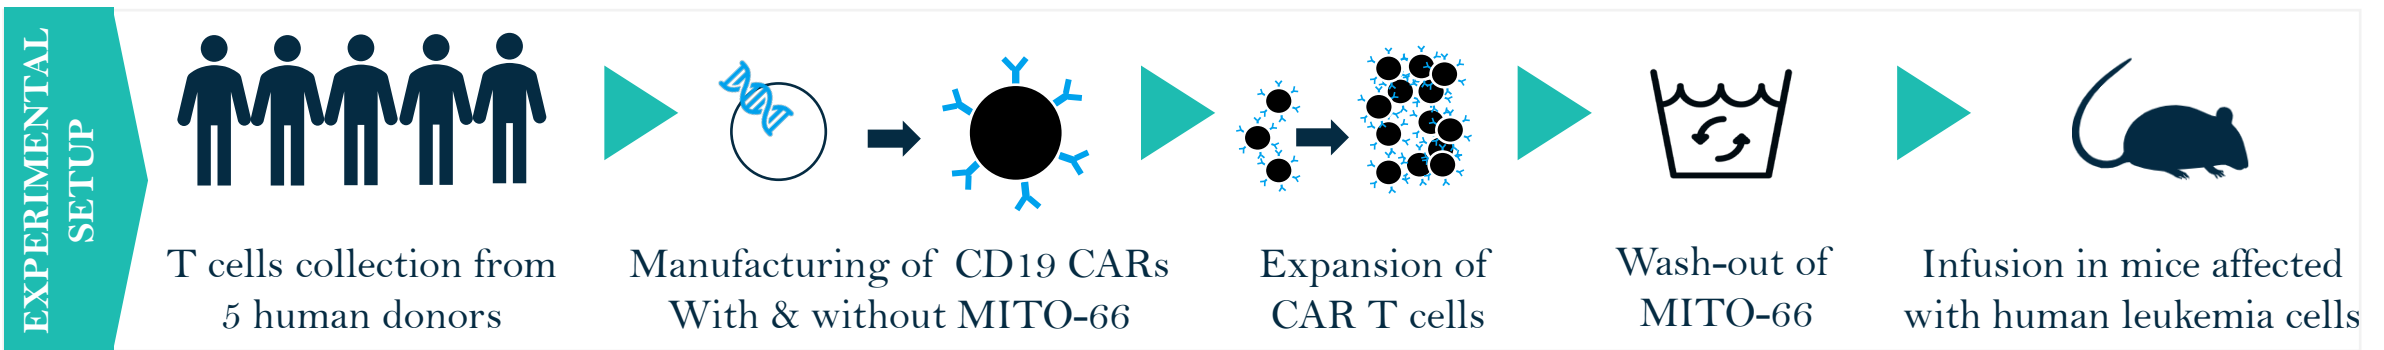 EXPERIMENTAL
SETUP
T cells collection from
5 human donors
Manufacturing of CD19 CARs
With & without MITO-66
Expansion of
CAR T cells
Wash-out of
MITO-66
Infusion in mice affected
with human leukemia cells